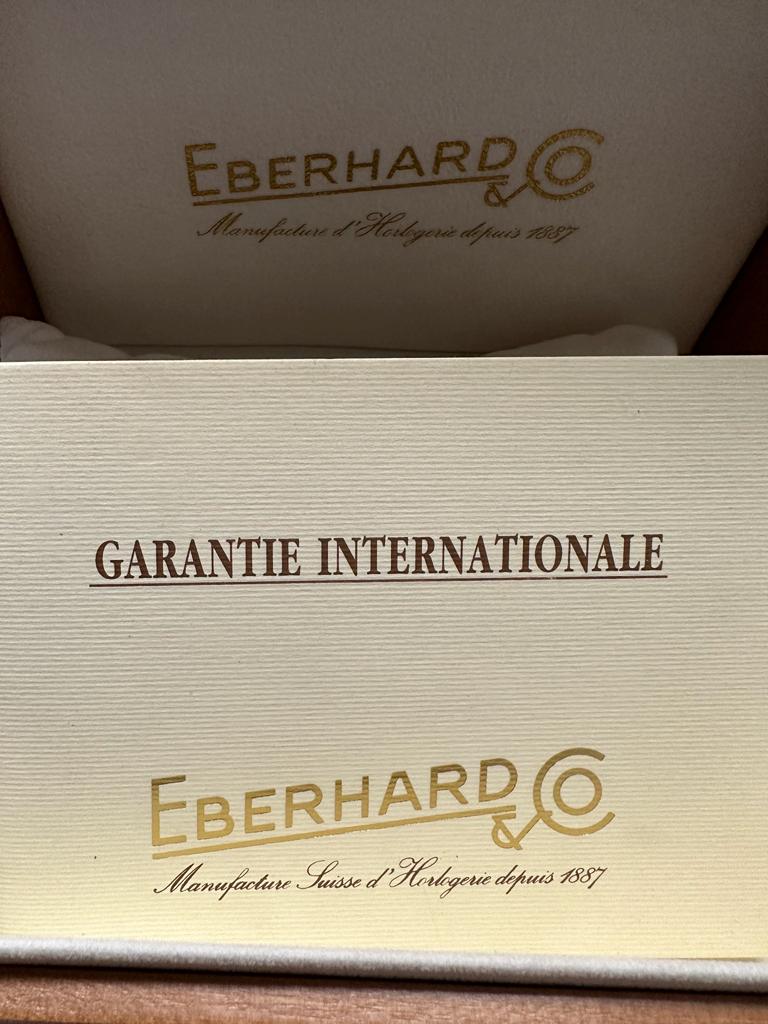 EBERHARD & CO
Manufacture d'Horlogerie depuis 1887
GARANTIE INTERNATIONALE
EBERHARD & CO
Manufacture Suisse d'Horlogerie depuis 1887